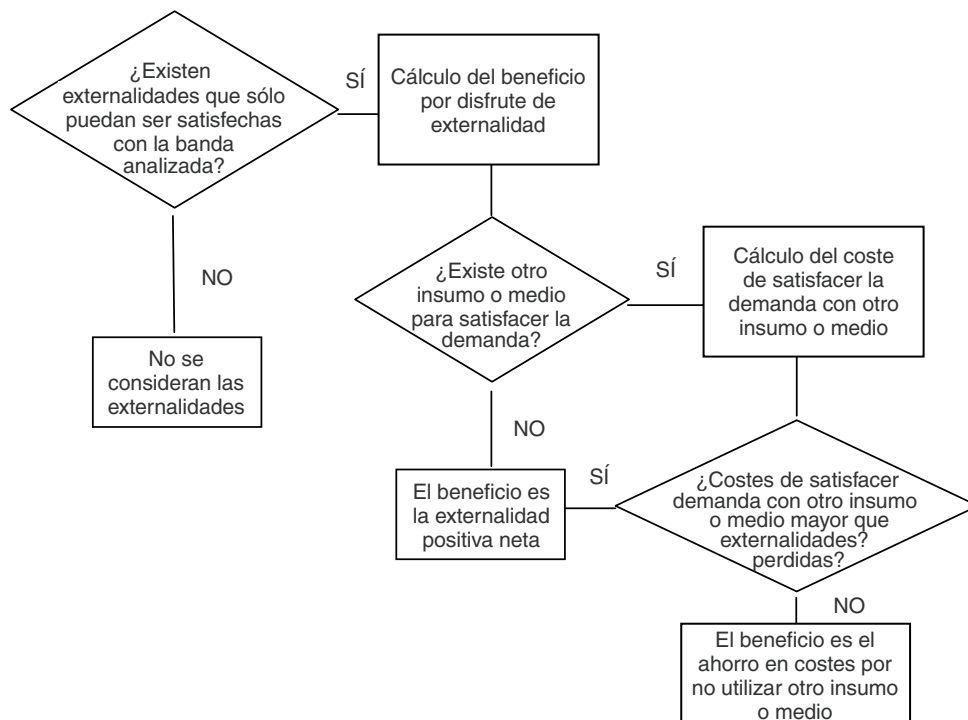 ¿Existen
externalidades que sólo
puedan ser satisfechas
con la banda
analizada?
SÍ
Cálculo del beneficio
por disfrute de
externalidad
NO
No se
consideran las
externalidades
¿Existe otro
insumo o medio
para satisfacer la
demanda?
SÍ
Cálculo del coste
de satisfacer la
demanda con otro
insumo o medio
NO
El beneficio es
la externalidad
positiva neta
SÍ
¿Costes de satisfacer
demanda con otro insumo
o medio mayor que
externalidades?
perdidas?
NO
El beneficio es el
ahorro en costes por
no utilizar otro insumo
o medio